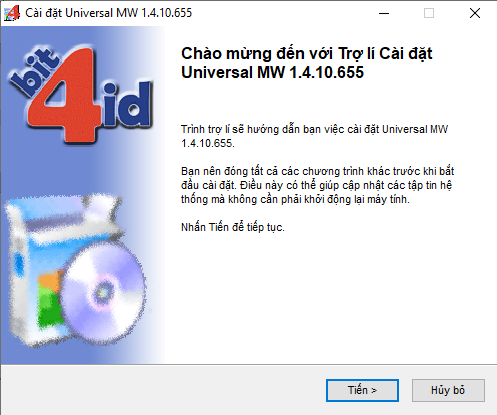 Cài đặt Universal MW 1.4.10.655
bit
4
id
Chào mừng đến với Trợ lí Cài đặt
Universal MW 1.4.10.655
Trình trợ lí sẽ hướng dẫn bạn việc cài đặt Universal MW
1.4.10.655.
Bạn nên đóng tất cả các chương trình khác trước khi bắt
đầu cài đặt. Điều này có thể giúp cập nhật các tập tin hệ
thống mà không cần phải khởi động lại máy tính.
Nhấn Tiến để tiếp tục.
Tiến >
Hủy bỏ